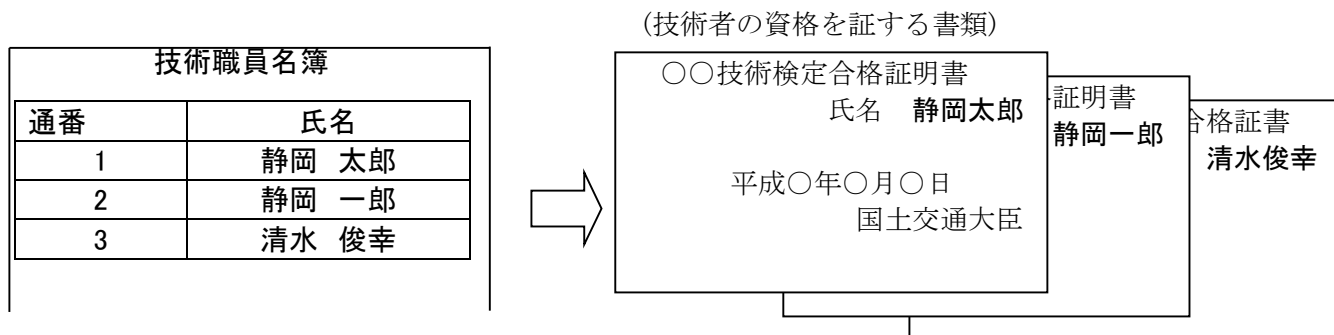 (技術者の資格を証する書類)
技術職員名簿
通番 氏名
1 静岡 太郎
2 静岡 一郎
3 清水 俊幸
○○技術検定合格証明書
氏名 静岡太郎
平成○年○月○日
国土交通大臣
証明書
静岡一郎
合格証書
清水俊幸